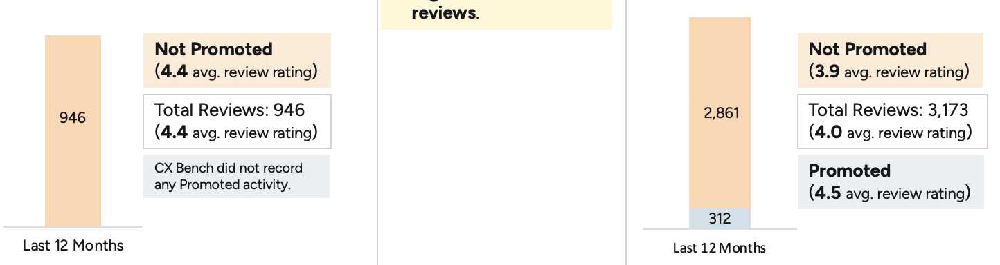 946
Not Promoted
(4.4 avg. review rating)
Total Reviews: 946
(4.4 avg. review rating)
CX Bench did not record
any Promoted activity.
Last 12 Months
reviews.
2,861
312
Not Promoted
(3.9 avg. review rating)
Total Reviews: 3,173
(4.0 avg. review rating)
Promoted
(4.5 avg. review rating)
Last 12 Months